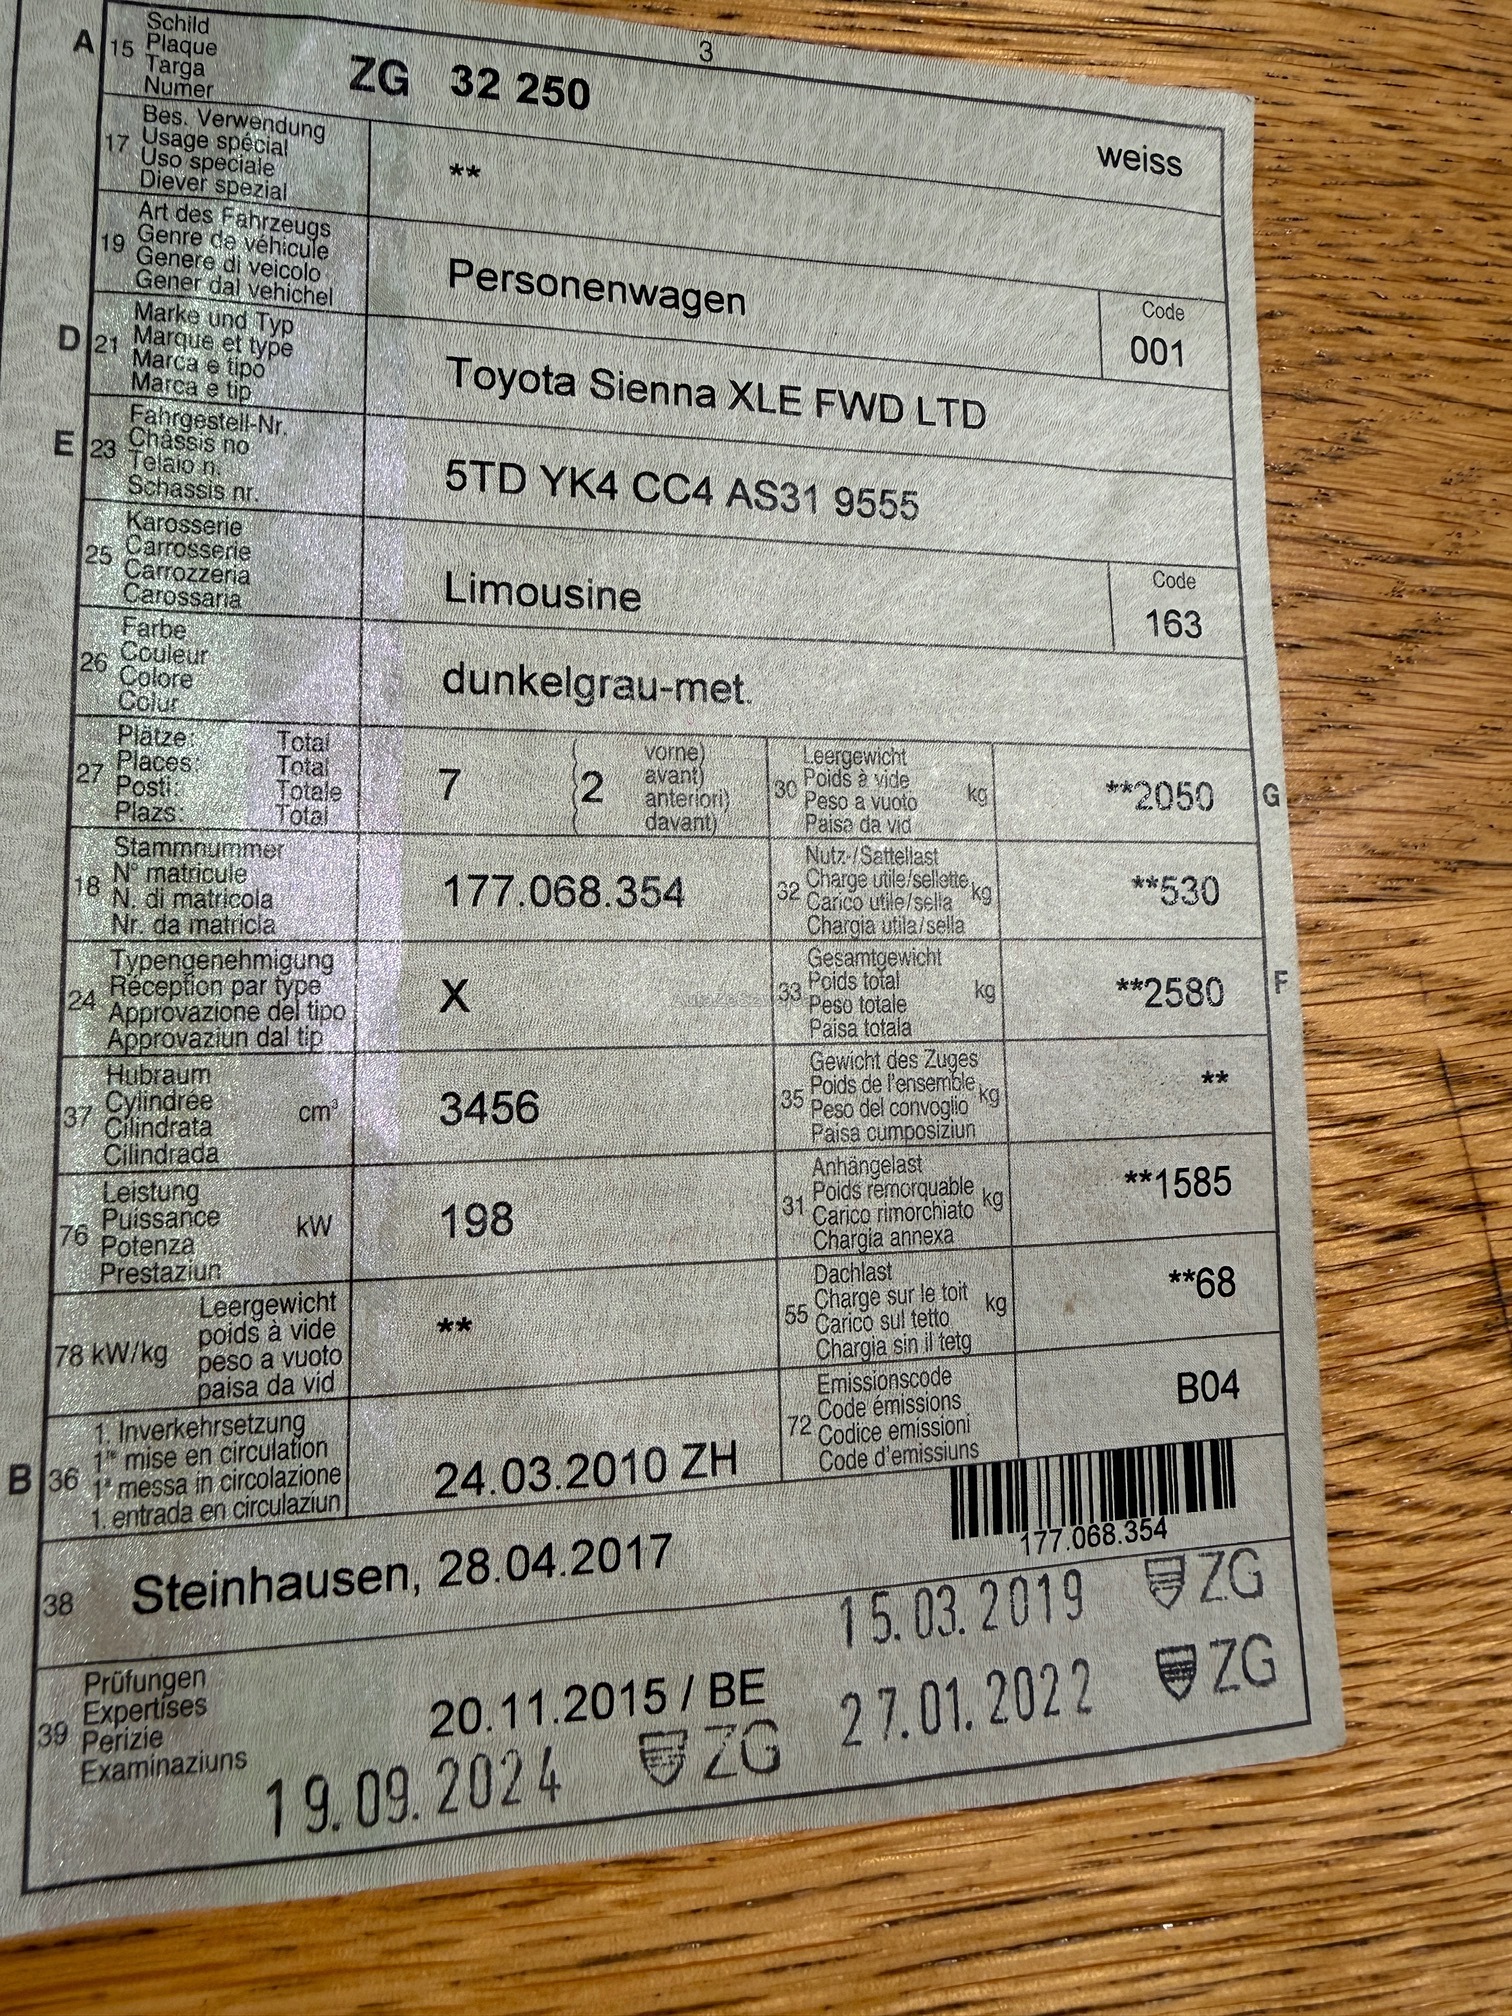 3
A 15 Schild
Plaque
Targa
Numer
ZG 32 250
weiss
17 Bes. Verwendung
Usage spécial
Uso speciale
Diever spezial
**
19 Art des Fahrzeugs
Genre de véhicule
Genere di veicolo
Gener dal vehichel
Personenwagen
Code
001
D 21 Marke und Typ
Marque et type
Marca e tipo
Marca e tip
Toyota Sienna XLE FWD LTD
E 23 Fahrgestell-Nr.
Châssis no
Telaio n.
Schassis nr.
5TD YK4 CC4 AS31 9555
25 Karosserie
Carrosserie
Carrozzeria
Carossaria
Limousine
Code
163
26 Farbe
Couleur
Colore
Colur
dunkelgrau-met.
27 Plätze: Total
Places: Total
Posti: Totale
Plazs: Total
7
( 2 vorne)
avant)
anteriori)
davant)
30 Leergewicht
Poids à vide
Peso a vuoto
Paisa da vid
kg
**2050
G
18 Stammnummer
N° matricule
N. di matricola
Nr. da matricla
177.068.354
32 Nutz-/Sattellast
Charge utile/sellette
Carico utile/sella
Chargia utila/sella
kg
**530
24 Typengenehmigung
Réception par type
Approvazione del tipo
Approvaziun dal tip
X
33 Gesamtgewicht
Poids total
Peso totale
Paisa totala
kg
**2580
F
37 Hubraum
Cylindrée
Cilindrata
Cilindrada
cm³
3456
35 Gewicht des Zuges
Poids de l'ensemble
Peso del convoglio
Paisa cumposiziun
kg
**
76 Leistung
Puissance
Potenza
Prestaziun
kW
198
31 Anhängelast
Poids remorquable
Carico rimorchiato
Chargia annexa
kg
**1585
78 kW/kg
Leergewicht
poids à vide
peso a vuoto
paisa da vid
**
55 Dachlast
Charge sur le toit
Carico sul tetto
Chargia sin il tetg
kg
**68
B 36 1. Inverkehrsetzung
1re mise en circulation
1a messa in circolazione
1. entrada en circulaziun
24.03.2010 ZH
72 Emissionscode
Code émissions
Codice emissioni
Code d'emissiuns
B04
177.068.354
38 Steinhausen, 28.04.2017
15.03.2019 ZG
39 Prüfungen
Expertises
Perizie
Examinaziuns
20.11.2015 / BE
27.01.2022 ZG
19.09.2024 ZG